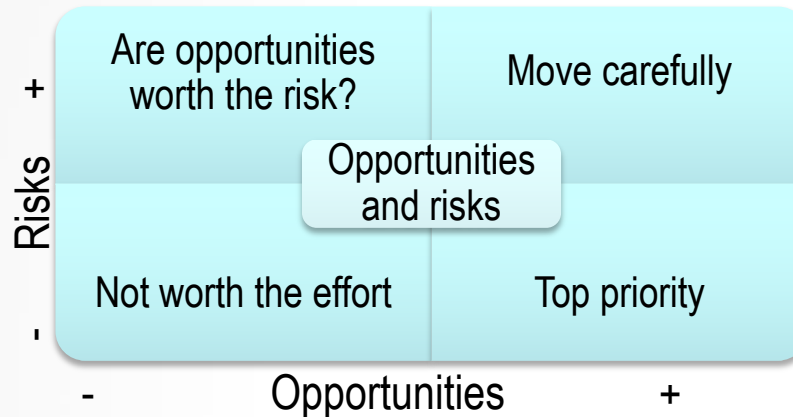 Are opportunities
worth the risk?
Move carefully
+
Opportunities
and risks
Risks
Not worth the effort
Top priority
-
- Opportunities +